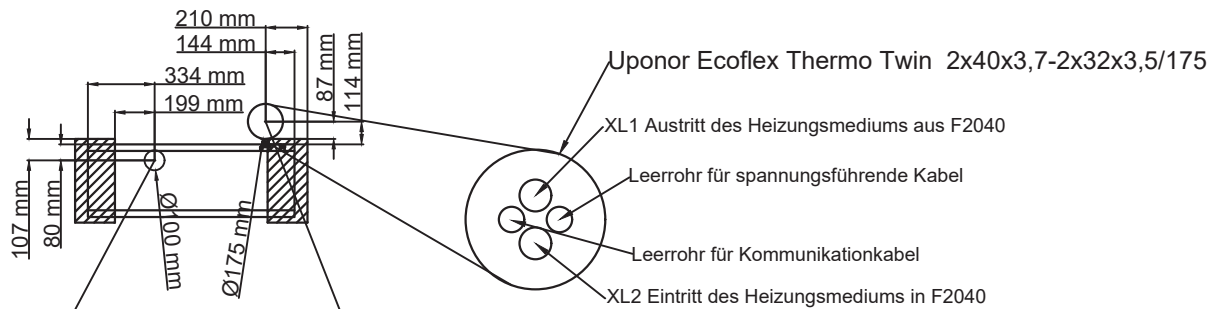 210 mm
144 mm
334 mm
199 mm
87 mm
114 mm
107 mm
80 mm
Ø100 mm
Ø175 mm
Uponor Ecoflex Thermo Twin 2x40x3,7-2x32x3,5/175
XL1 Austritt des Heizungsmediums aus F2040
Leerrohr für spannungsführende Kabel
Leerrohr für Kommunikationkabel
XL2 Eintritt des Heizungsmediums in F2040